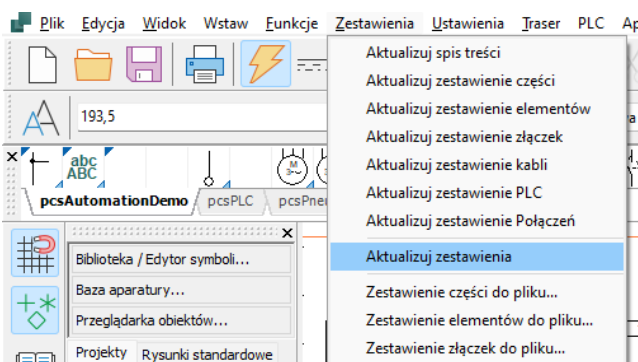 Plik Edycja Widok Wstaw Funkcje Zestawienia Ustawienia Traser PLC
Aktualizuj spis treści
Aktualizuj zestawienie części
Aktualizuj zestawienie elementów
Aktualizuj zestawienie złączek
Aktualizuj zestawienie kabli
Aktualizuj zestawienie PLC
Aktualizuj zestawienie Połączeń
Aktualizuj zestawienia
Zestawienie części do pliku...
Zestawienie elementów do pliku...
Zestawienie złączek do pliku...
193,5
abc
ABC
M
3~
pcsAutomationDemo pcsPLC pcsPne
Biblioteka / Edytor symboli...
Baza aparatury...
Przeglądarka obiektów...
Projekty Rysunki standardowe